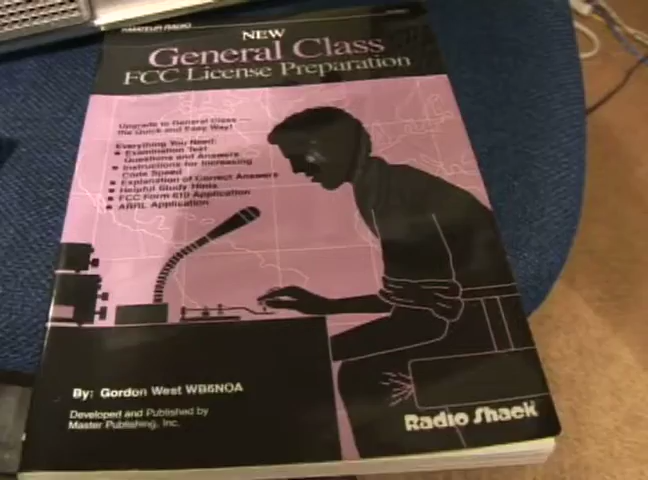 AMATEUR RADIO
NEW
General Class
FCC License Preparation
Upgrade to General Class —
the Quick and Easy Way!
Everything You Need:
• Examination Test
Questions and Answers
• Instructions for Increasing
Code Speed
• Explanation of Correct Answers
• Helpful Study Hints
• FCC Form 610 Application
• ARRL Application
By: Gordon West WB6NOA
Developed and Published by
Master Publishing, Inc.
Radio Shack